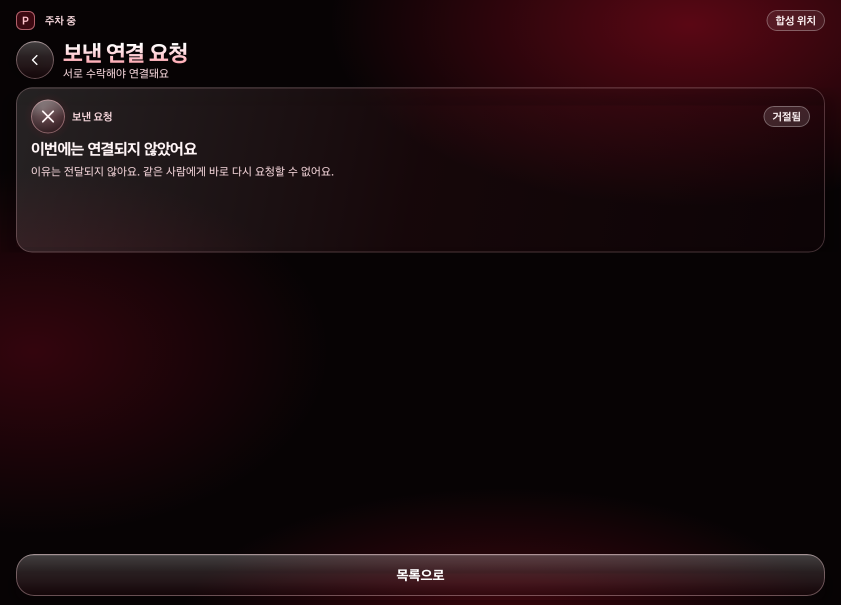 P 주차 중
합성 위치
보낸 연결 요청
서로 수락해야 연결돼요
보낸 요청
거절됨
이번에는 연결되지 않았어요
이유는 전달되지 않아요. 같은 사람에게 바로 다시 요청할 수 없어요.
목록으로